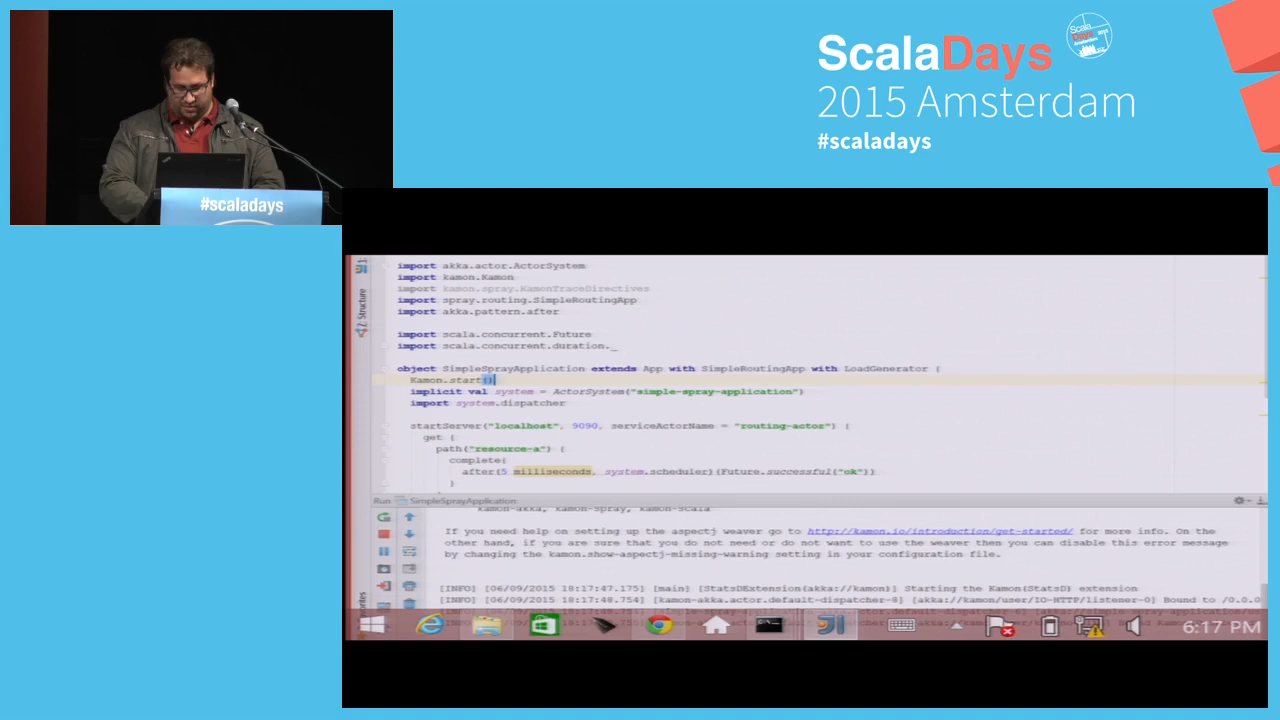 ScalaDays
2015 Amsterdam
#scaladays
#scaladays
import akka.actor.ActorSystem
import kamon.Kamon
import kamon.spray.KamonTraceDirectives
import spray.routing.SimpleRoutingApp
import akka.pattern.after
import scala.concurrent.Future
import scala.concurrent.duration._
object SimpleSprayApplication extends App with SimpleRoutingApp with LoadGenerator {
Kamon.start()
implicit val system = ActorSystem("simple-spray-application")
import system.dispatcher
startServer("localhost", 9090, serviceActorName = "routing-actor") {
get {
path("resource-a") {
complete{
after(5 milliseconds, system.scheduler)(Future.successful("ok"))
}
Z: Structure
Run SimpleSprayApplication
kamon-akka, kamon-spray, kamon-scala
If you need help on setting up the aspectj weaver go to http://kamon.io/introduction/get-started/ for more info. On the
other hand, if you are sure that you do not need or do not want to use the weaver then you can disable this error message
by changing the kamon.show-aspectj-missing-warning setting in your configuration file.
[INFO] [06/09/2015 18:17:47.175] [main] [StatsDExtension(akka://kamon)] Starting the Kamon(StatsD) extension
[INFO] [06/09/2015 18:17:48.754] [kamon-akka.actor.default-dispatcher-8] [akka://kamon/user/IO-HTTP/listener-0] Bound to /0.0.0
6:17 PM